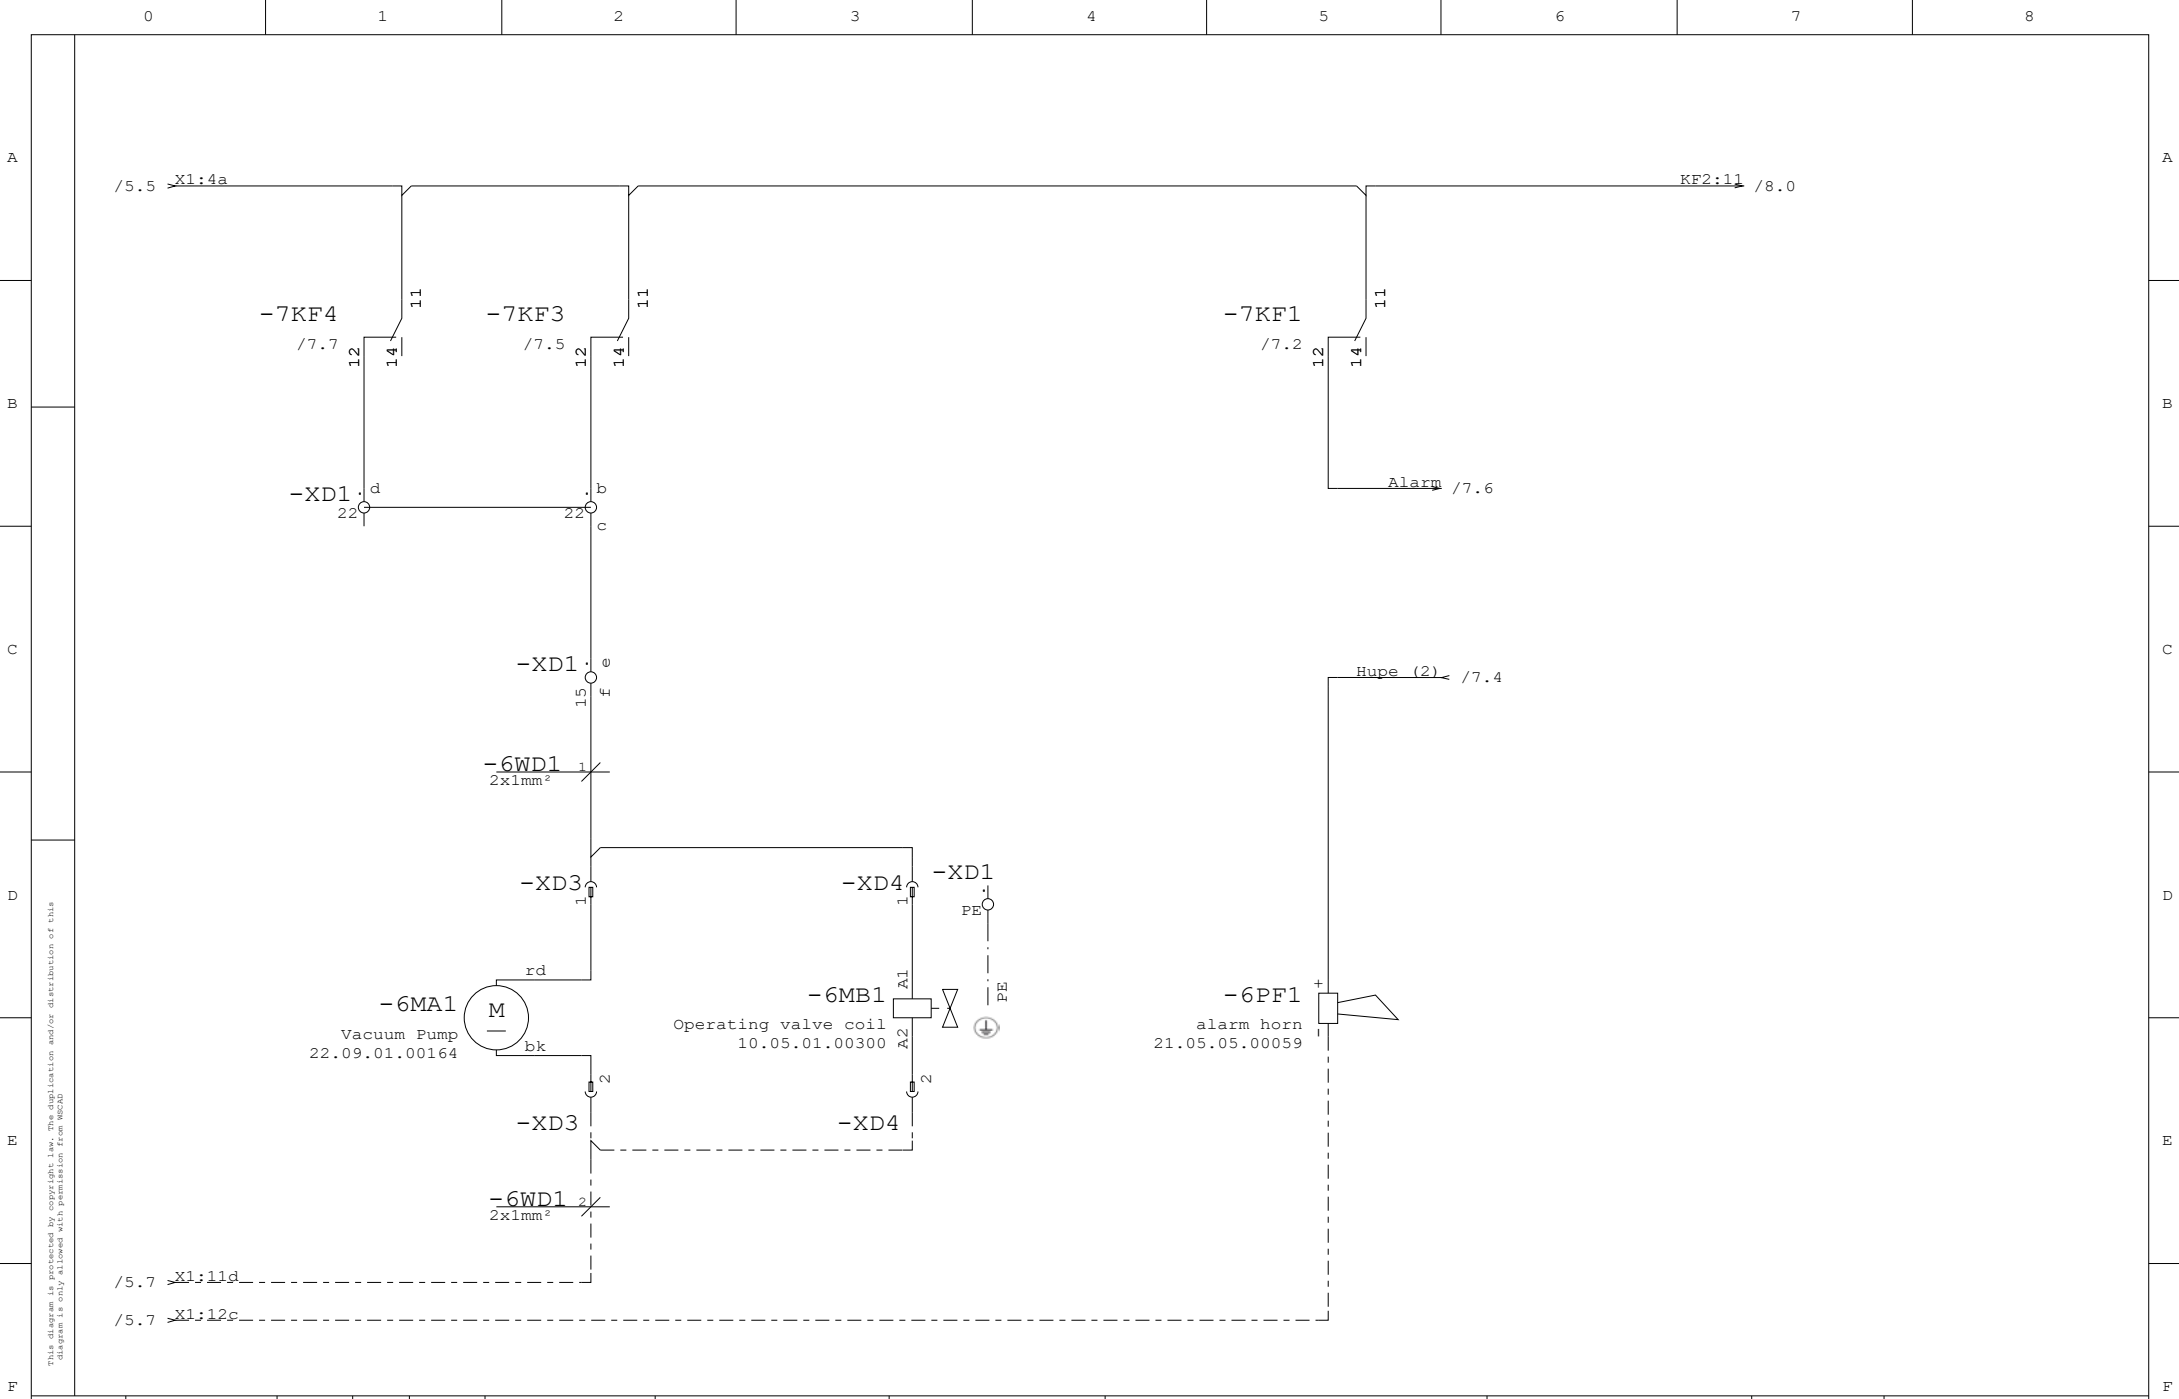 0 1 2 3 4 5 6 7 8
A A
/5.5 X1:4a KF2:11 /8.0
11 11 11
-7KF4 -7KF3 -7KF1
/7.7 /7.5 /7.2
12 14 12 14 12 14
B B
d b
-XD1
22 22
c
Alarm /7.6
C C
-XD1 e
15 f
Hupe (2) /7.4
-6WD1 1
2x1mm²
D D
-XD3 -XD4 -XD1
1 1 PE
rd
A1 PE
-6MA1 M -6MB1 -6PF1 +
Vacuum Pump Operating valve coil alarm horn
22.09.01.00164 10.05.01.00300 21.05.05.00059
bk A2 -
2 2
-XD3 -XD4
E E
-6WD1 2
2x1mm²
/5.7 X1:11d
/5.7 X1:12c
F F
This diagram is protected by copyright law. The duplication and/or distribution of this
diagram is only allowed with permission from WSCAD